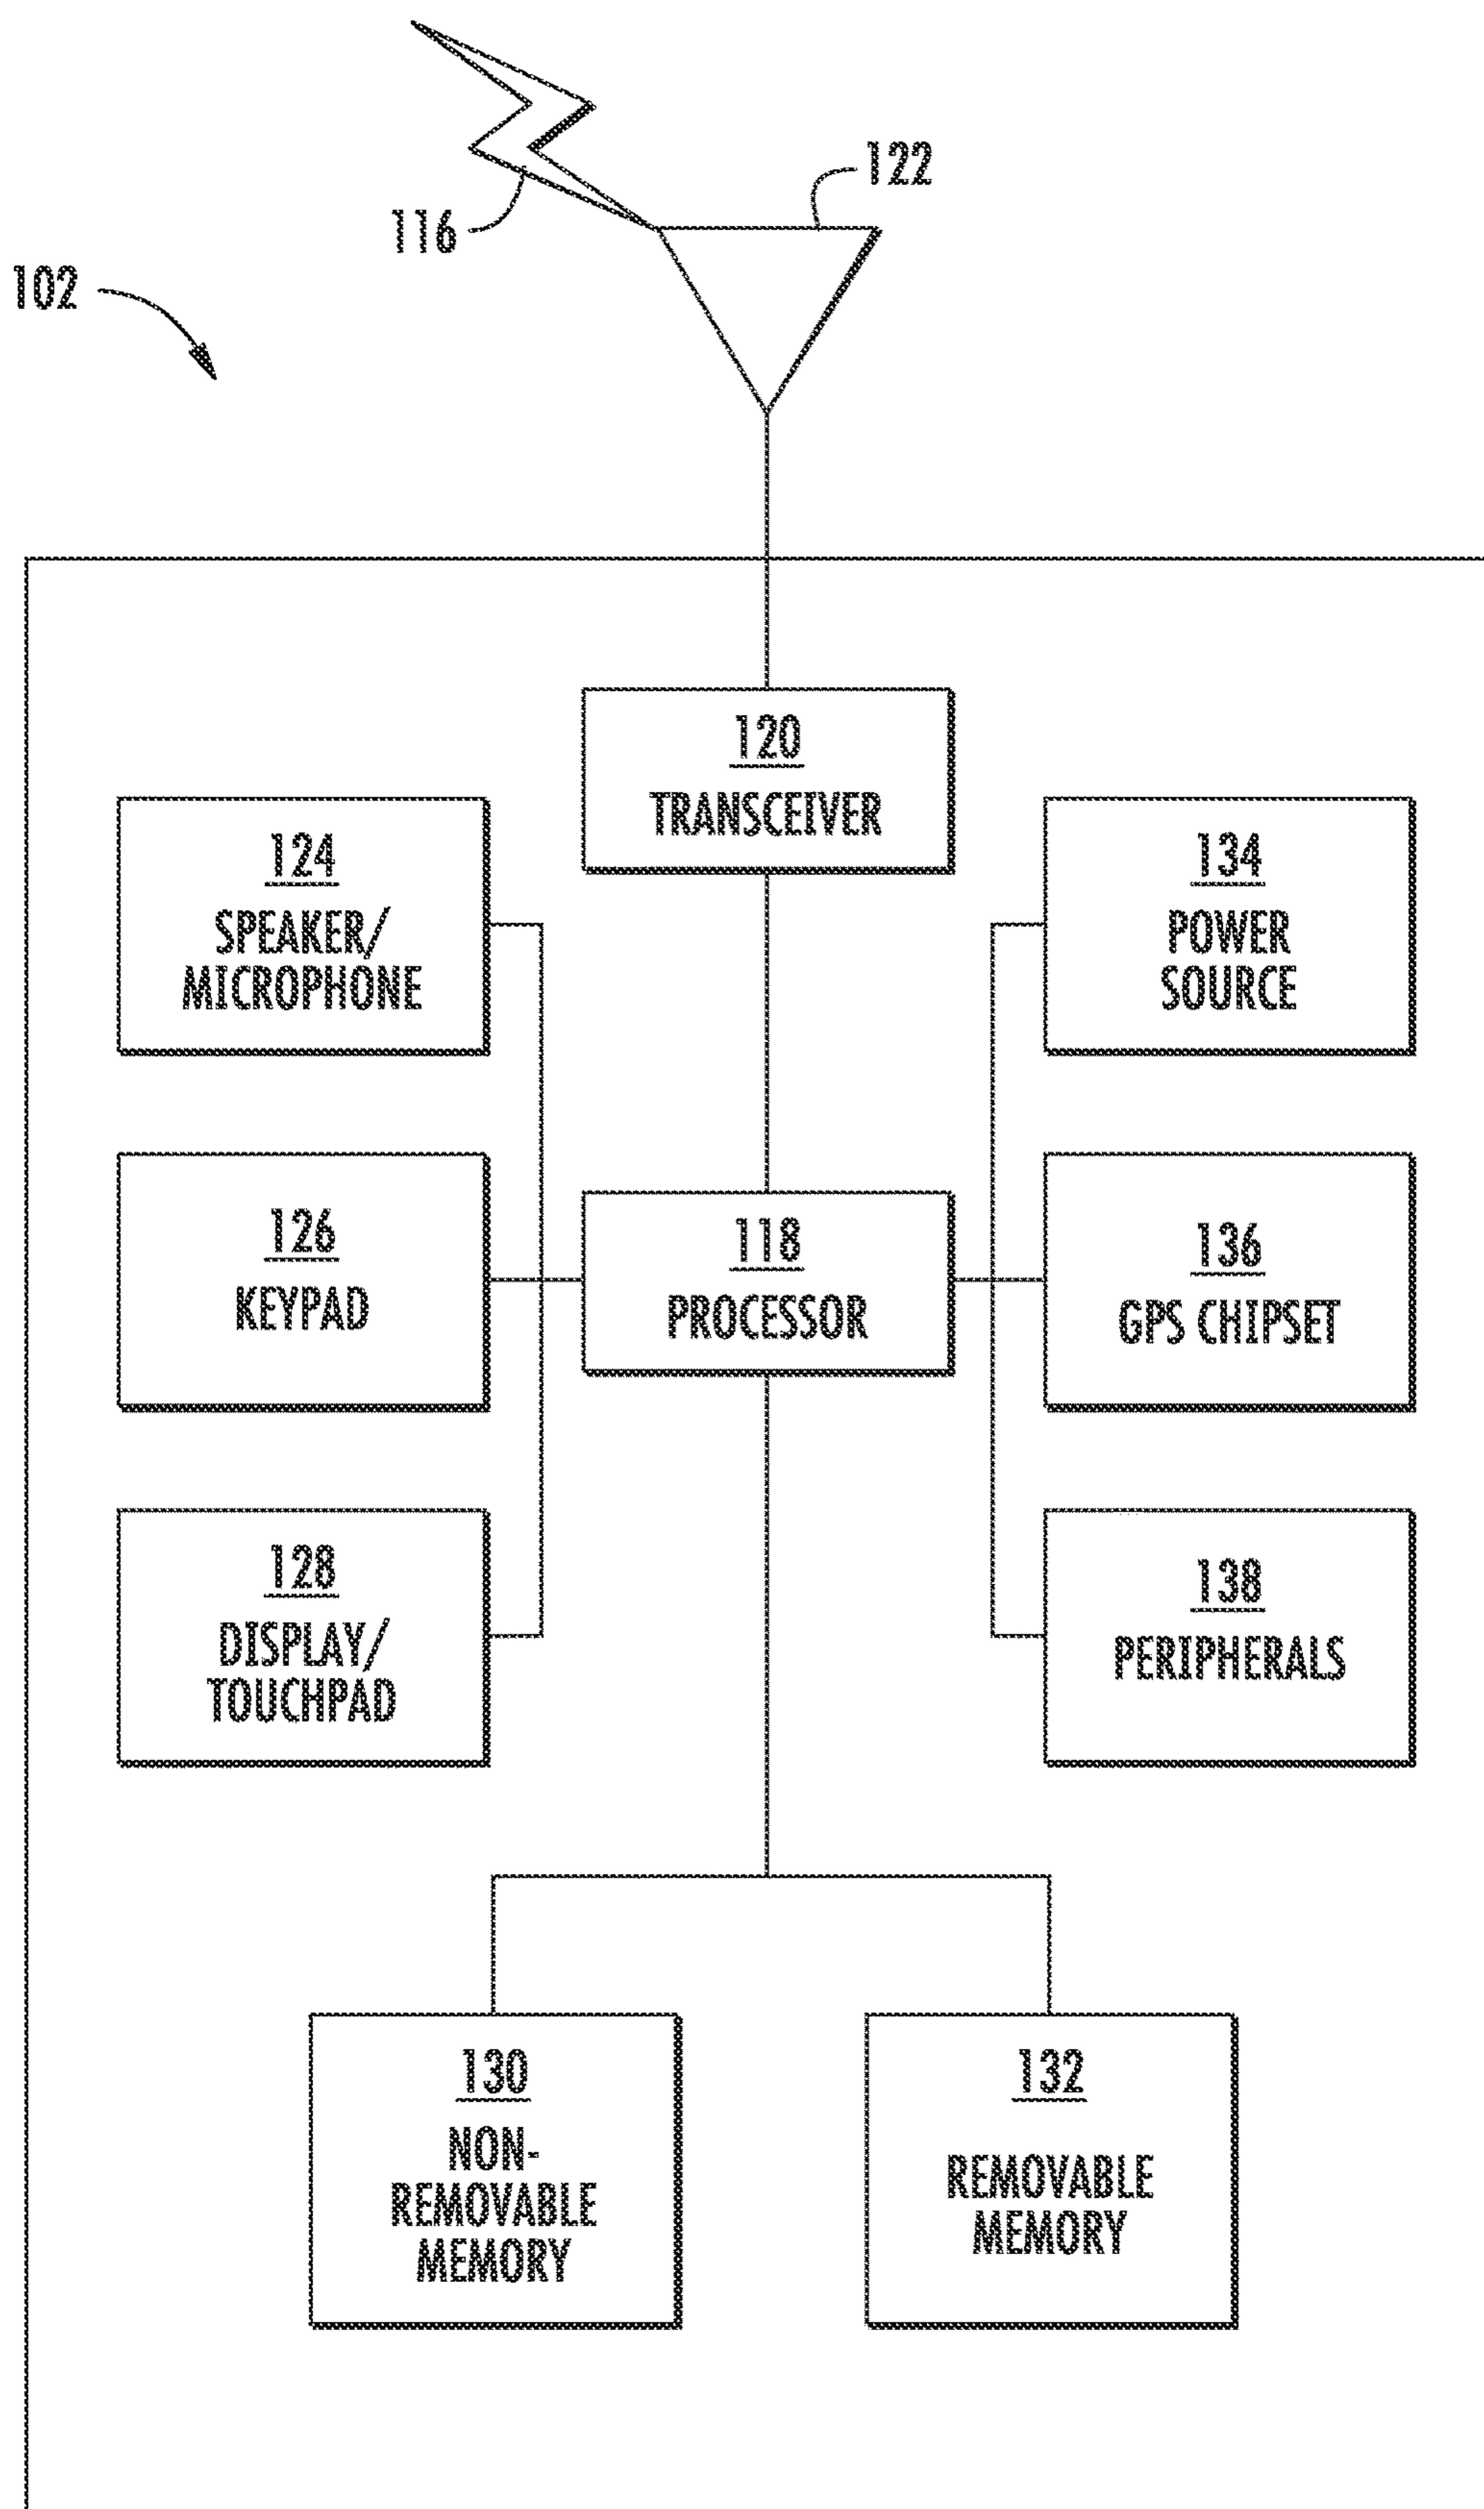 122
116
102
120
TRANSCEIVER
124
SPEAKER/
MICROPHONE
134
POWER
SOURCE
126
KEYPAD
118
PROCESSOR
136
GPS CHIPSET
128
DISPLAY/
TOUCHPAD
138
PERIPHERALS
130
NON-
REMOVABLE
MEMORY
132
REMOVABLE
MEMORY